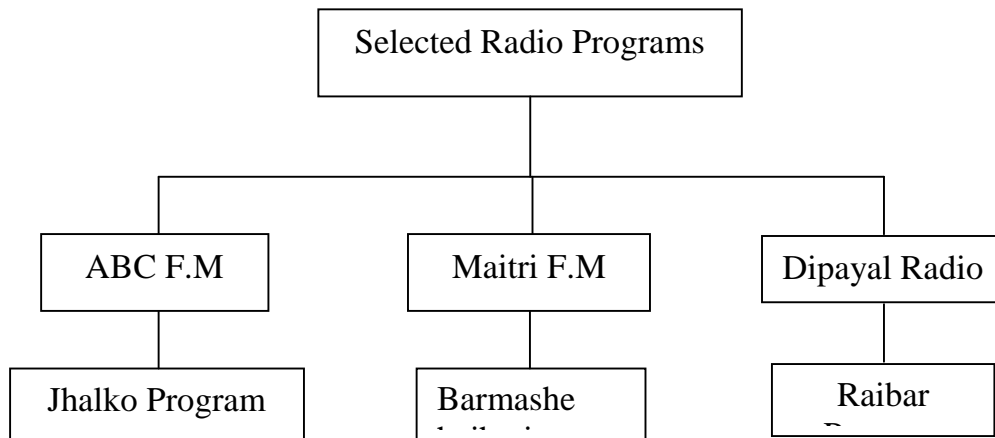 Selected Radio Programs
ABC F.M
Maitri F.M
Dipayal Radio
Jhalko Program
Barmashe
Raibar